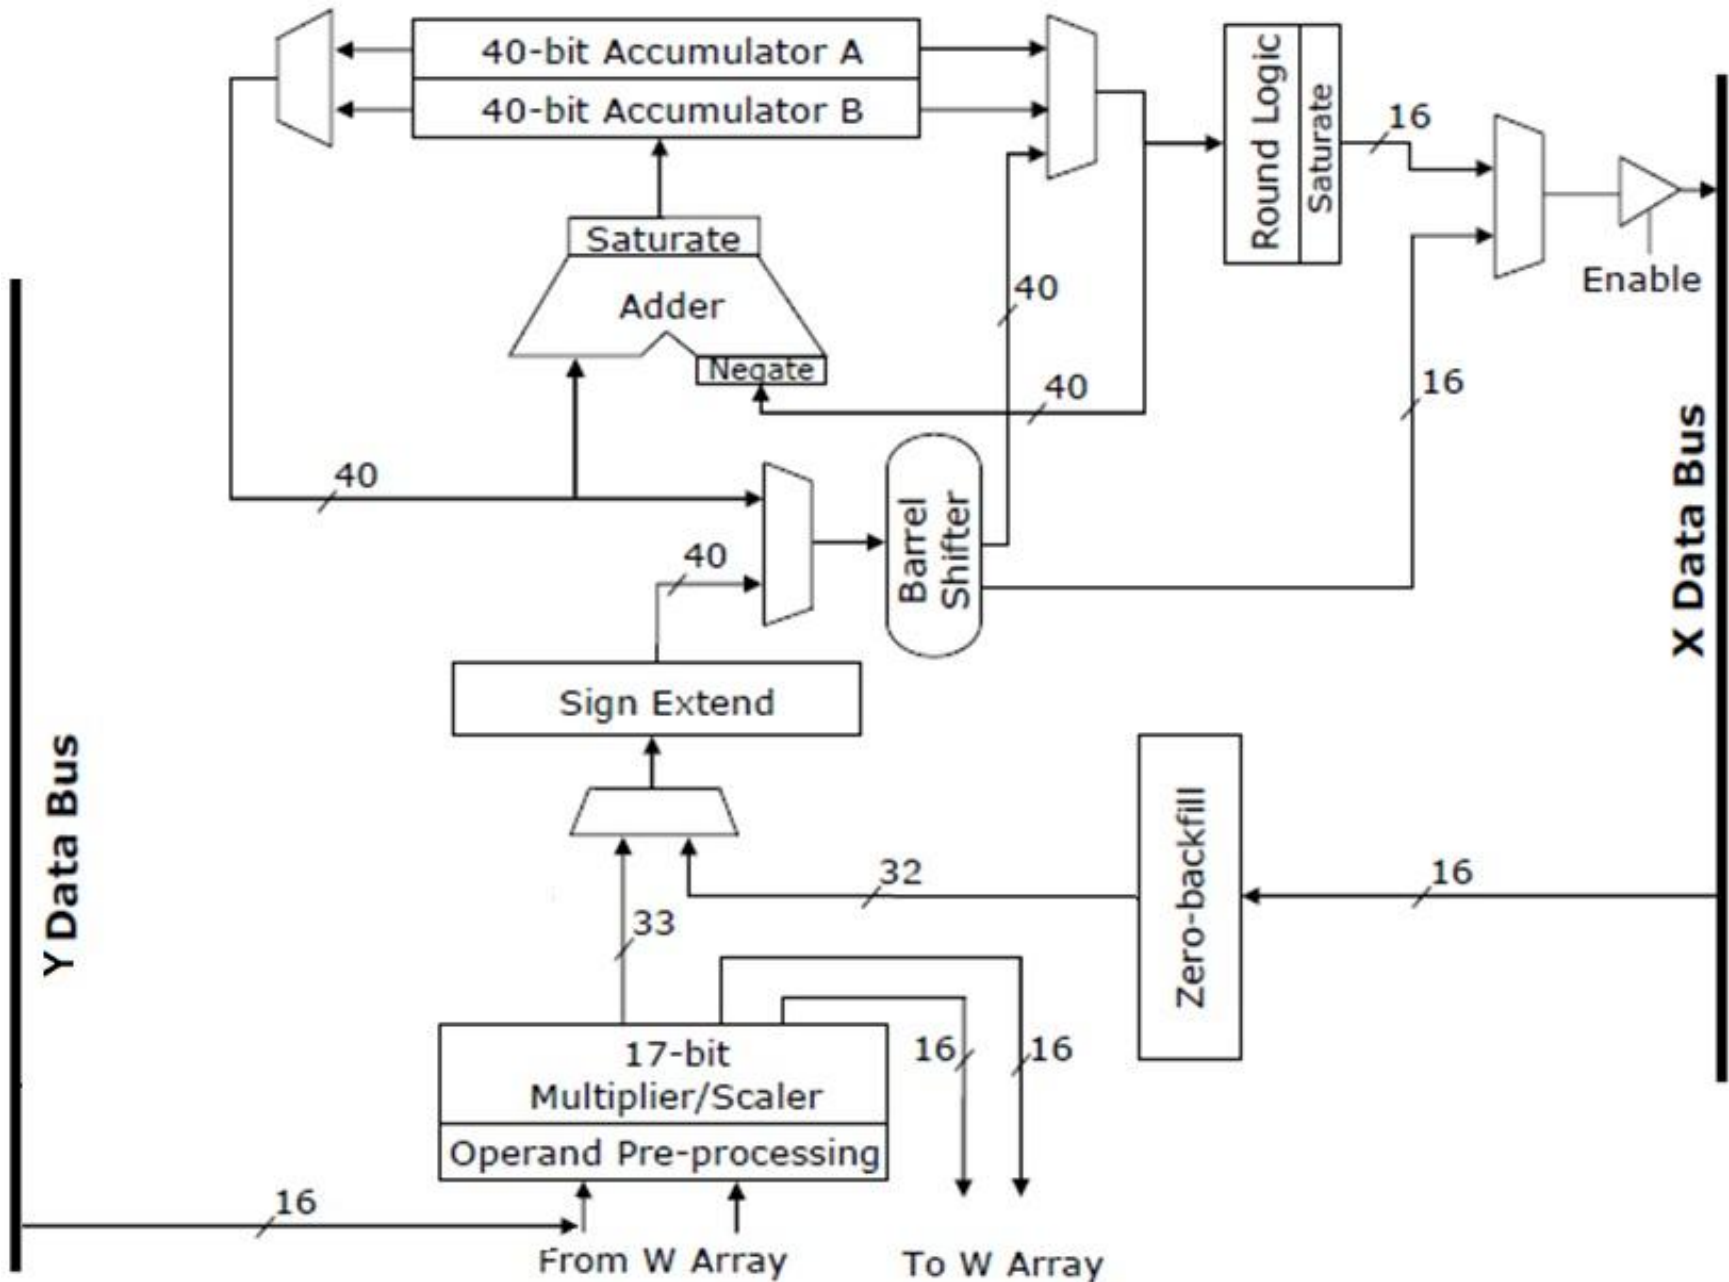 40-bit Accumulator A
40-bit Accumulator B
Round Logic
Saturate
16
Enable
Saturate
Adder
Negate
40
40
16
40
40
Barrel
Shifter
X Data Bus
Sign Extend
Y Data Bus
Zero-backfill
32
16
33
17-bit
Multiplier/Scaler
16
16
Operand Pre-processing
16
From W Array
To W Array